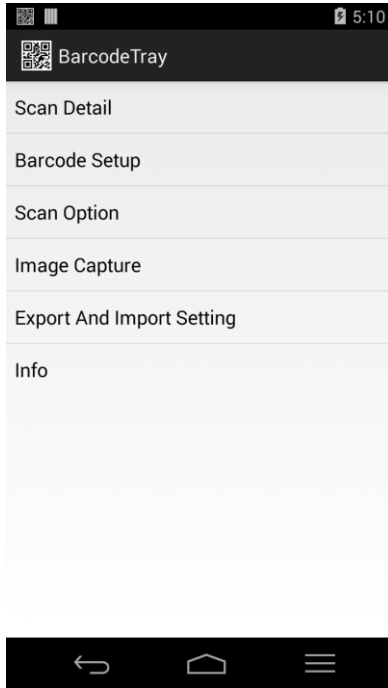 5:10
BarcodeTray
Scan Detail
Barcode Setup
Scan Option
Image Capture
Export And Import Setting
Info